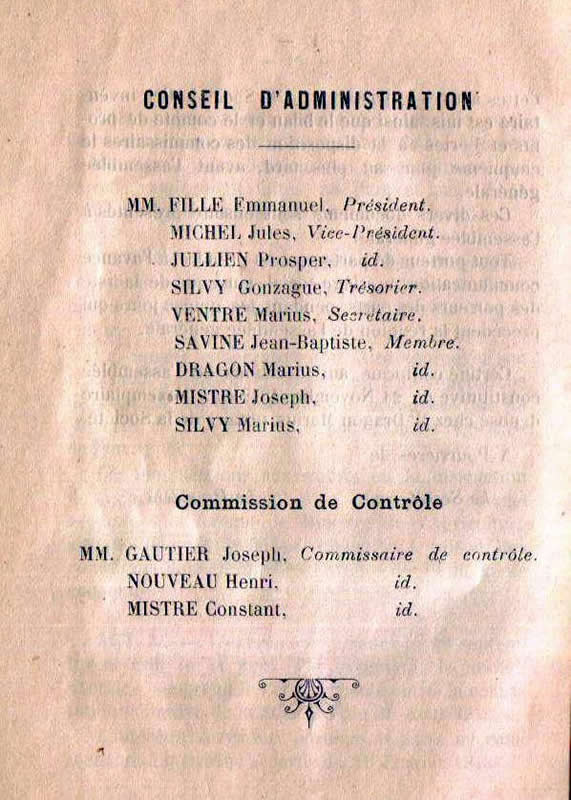 CONSEIL D'ADMINISTRATION
MM. FILLE Emmanuel, Président.
MICHEL Jules, Vice-Président.
JULLIEN Prosper, id.
SILVY Gonzague, Trésorier.
VENTRE Marius, Secrétaire.
SAVINE Jean-Baptiste, Membre.
DRAGON Marius, id.
MISTRE Joseph, id.
SILVY Marius, id.
Commission de Contrôle
MM. GAUTIER Joseph, Commissaire de contrôle.
NOUVEAU Henri, id.
MISTRE Constant, id.